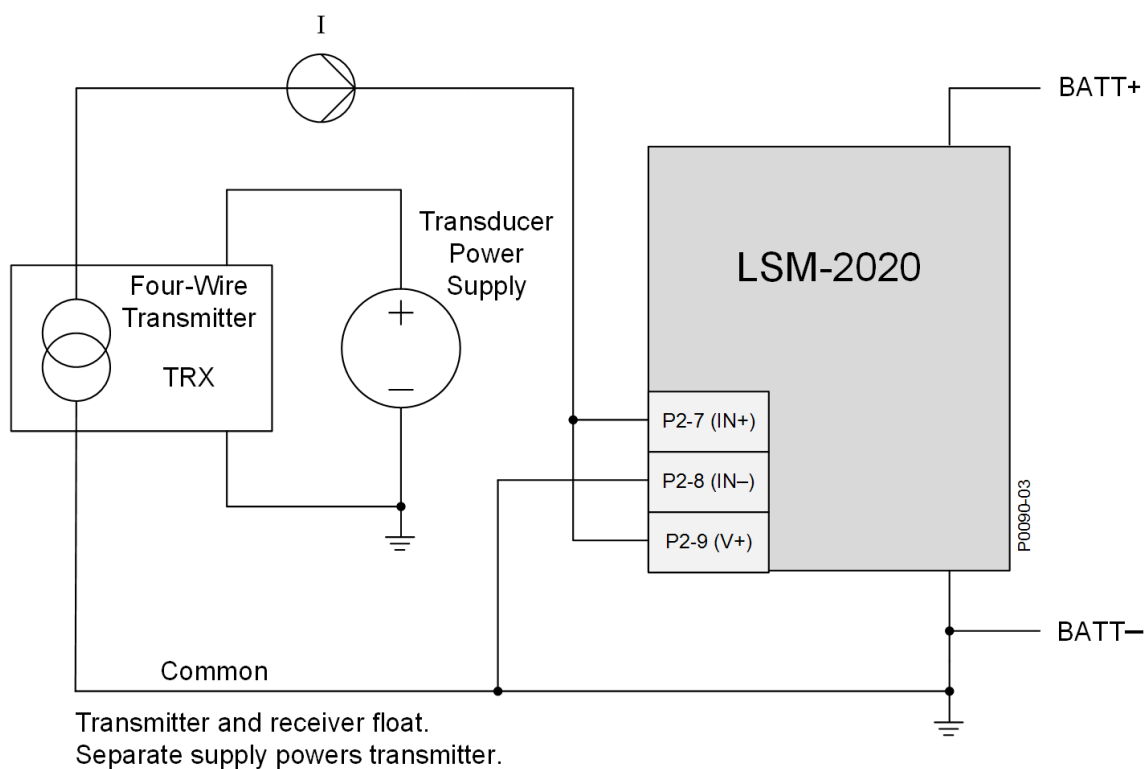 I
BATT+
Transducer
Power
Supply
LSM-2020
Four-Wire
Transmitter
TRX
+
−
P2-7 (IN+)
P2-8 (IN–)
P2-9 (V+)
P0090-03
BATT–
Common
Transmitter and receiver float.
Separate supply powers transmitter.